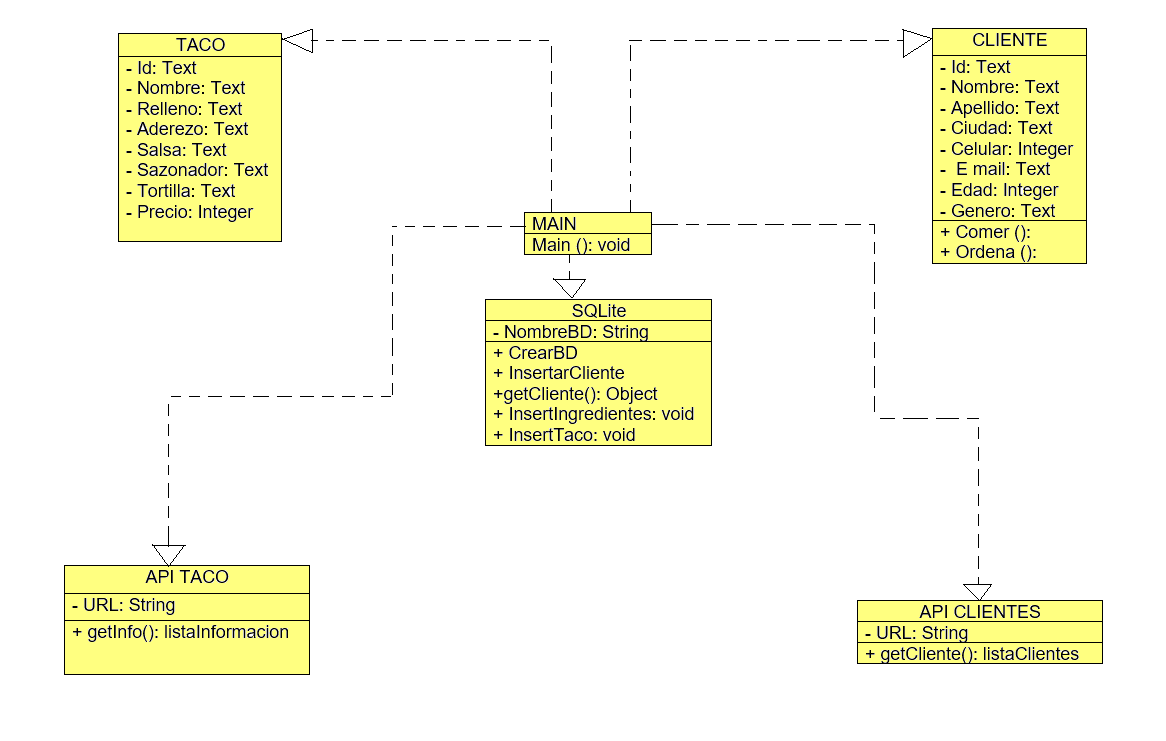 TACO
- Id: Text
- Nombre: Text
- Relleno: Text
- Aderezo: Text
- Salsa: Text
- Sazonador: Text
- Tortilla: Text
- Precio: Integer
CLIENTE
- Id: Text
- Nombre: Text
- Apellido: Text
- Ciudad: Text
- Celular: Integer
- E mail: Text
- Edad: Integer
- Genero: Text
+ Comer ():
+ Ordena ():
MAIN
Main (): void
SQLite
- NombreBD: String
+ CrearBD
+ InsertarCliente
+getCliente(): Object
+ InsertIngredientes: void
+ InsertTaco: void
API TACO
- URL: String
+ getInfo(): listaInformacion
API CLIENTES
- URL: String
+ getCliente(): listaClientes